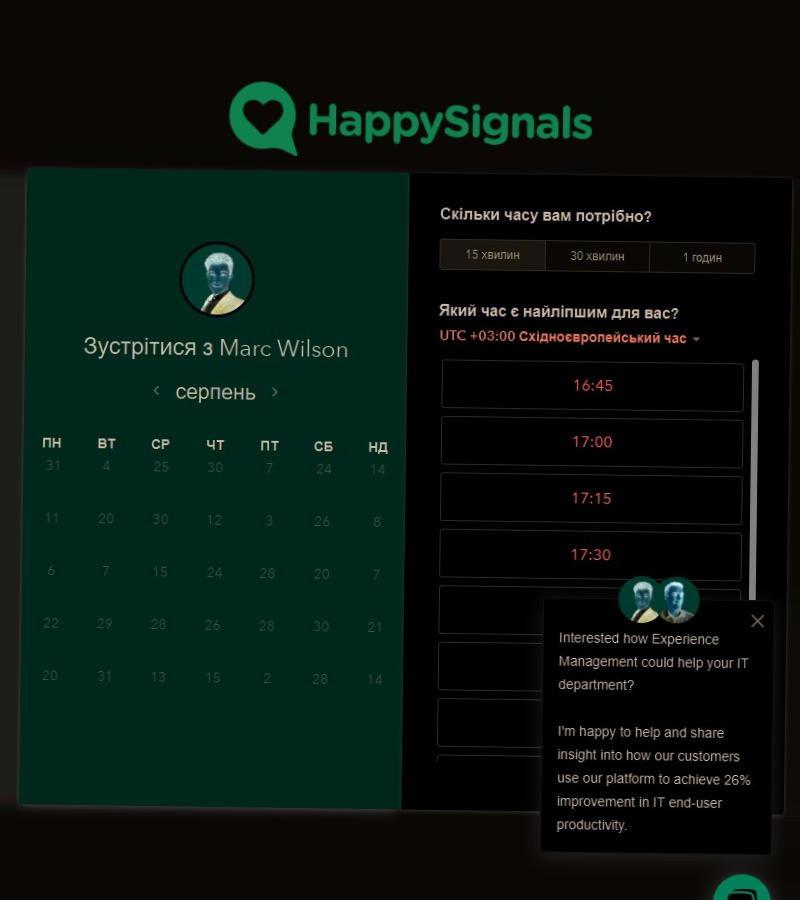 HappySignals
Зустрітися з Marc Wilson
серпень
ПН ВТ СР ЧТ ПТ СБ НД
31 4 25 30 7 24 14
11 20 30 12 3 26 8
6 7 15 24 28 20 7
22 29 28 26 28 30 21
20 31 13 15 2 28 14
Скільки часу вам потрібно?
15 хвилин 30 хвилин 1 годин
Який час є найліпшим для вас?
UTC +03:00 Східноєвропейський час
16:45
17:00
17:15
17:30
Interested how Experience
Management could help your IT
department?
I'm happy to help and share
insight into how our customers
use our platform to achieve 26%
improvement in IT end-user
productivity.